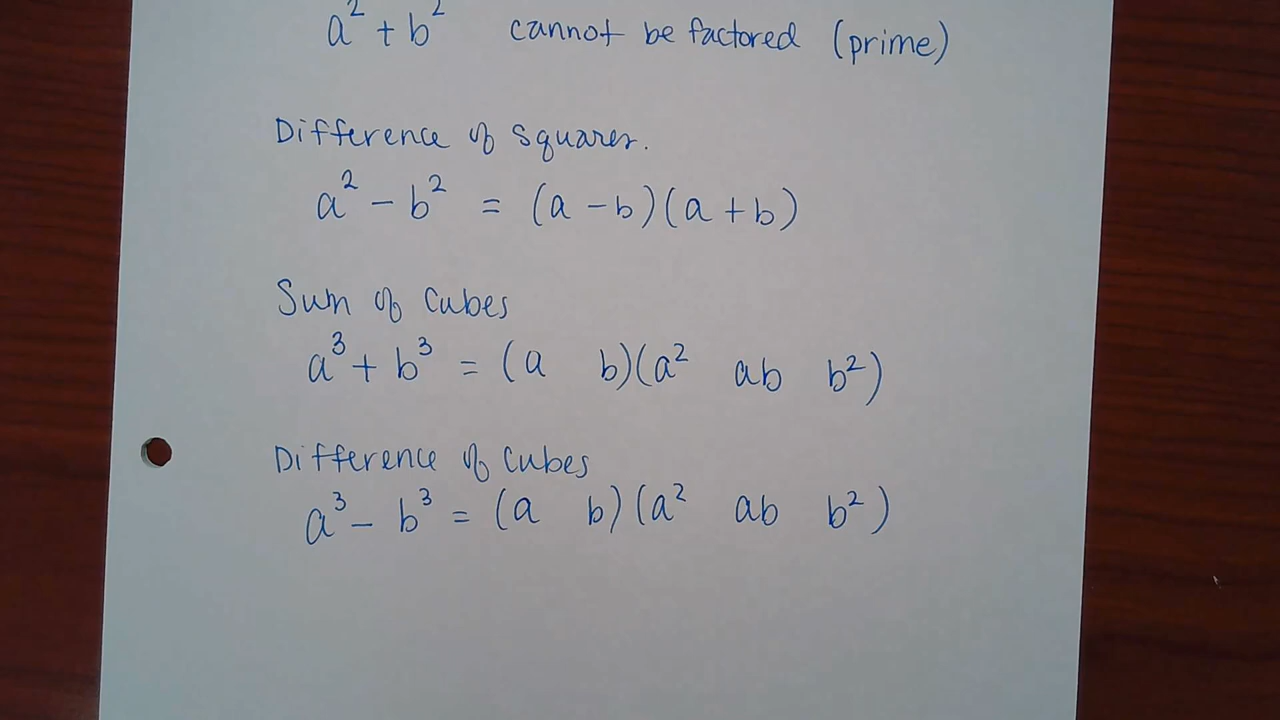 a² + b² cannot be factored (prime)
Difference of squares.
a² - b² = (a - b)(a + b)
Sum of Cubes
a³ + b³ = (a b)(a² ab b²)
Difference of Cubes
a³ - b³ = (a b)(a² ab b²)